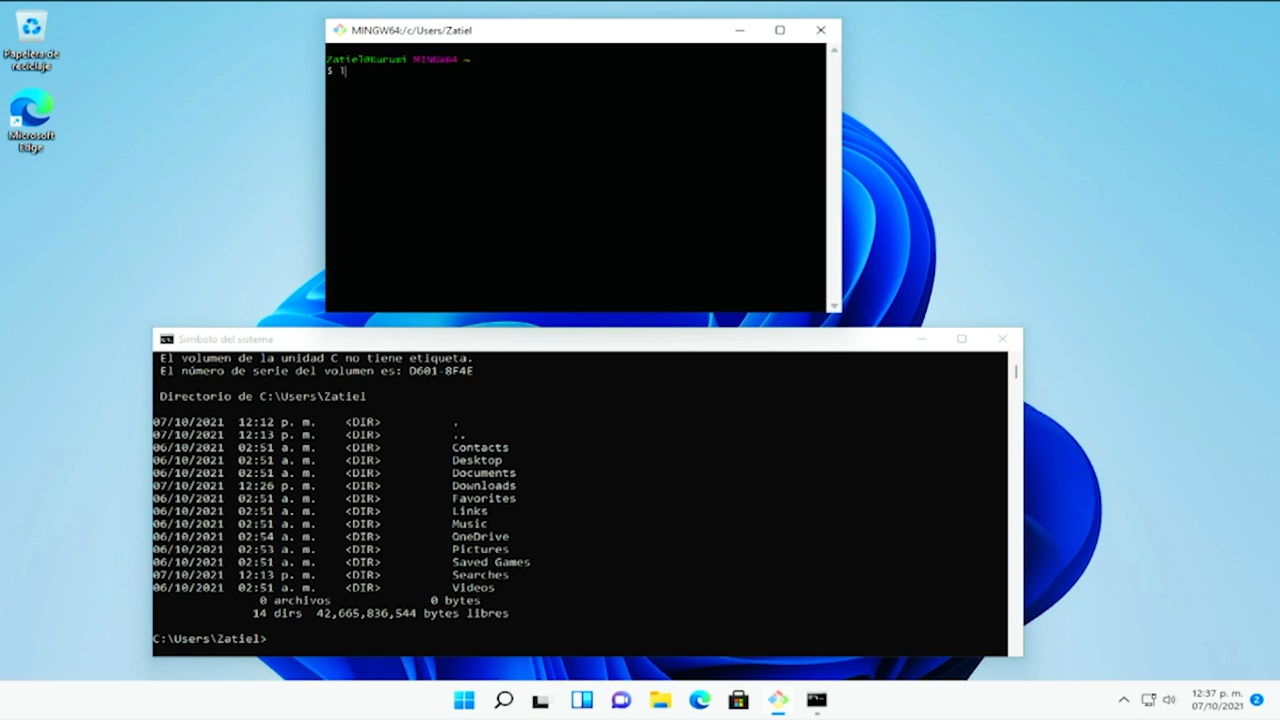 Papelera de
reciclaje
Microsoft
Edge
MINGW64:/c/Users/Zatiel
Zatiel@Kurumi MINGW64 ~
$ l
Símbolo del sistema
El volumen de la unidad C no tiene etiqueta.
El número de serie del volumen es: D601-8F4E
Directorio de C:\Users\Zatiel
07/10/2021 12:12 p. m. <DIR> .
07/10/2021 12:13 p. m. <DIR> ..
06/10/2021 02:51 a. m. <DIR> Contacts
06/10/2021 02:51 a. m. <DIR> Desktop
06/10/2021 02:51 a. m. <DIR> Documents
07/10/2021 12:26 p. m. <DIR> Downloads
06/10/2021 02:51 a. m. <DIR> Favorites
06/10/2021 02:51 a. m. <DIR> Links
06/10/2021 02:51 a. m. <DIR> Music
06/10/2021 02:54 a. m. <DIR> OneDrive
06/10/2021 02:53 a. m. <DIR> Pictures
06/10/2021 02:51 a. m. <DIR> Saved Games
07/10/2021 12:13 p. m. <DIR> Searches
06/10/2021 02:51 a. m. <DIR> Videos
0 archivos 0 bytes
14 dirs 42,665,836,544 bytes libres
C:\Users\Zatiel>
12:37 p. m.
07/10/2021
2